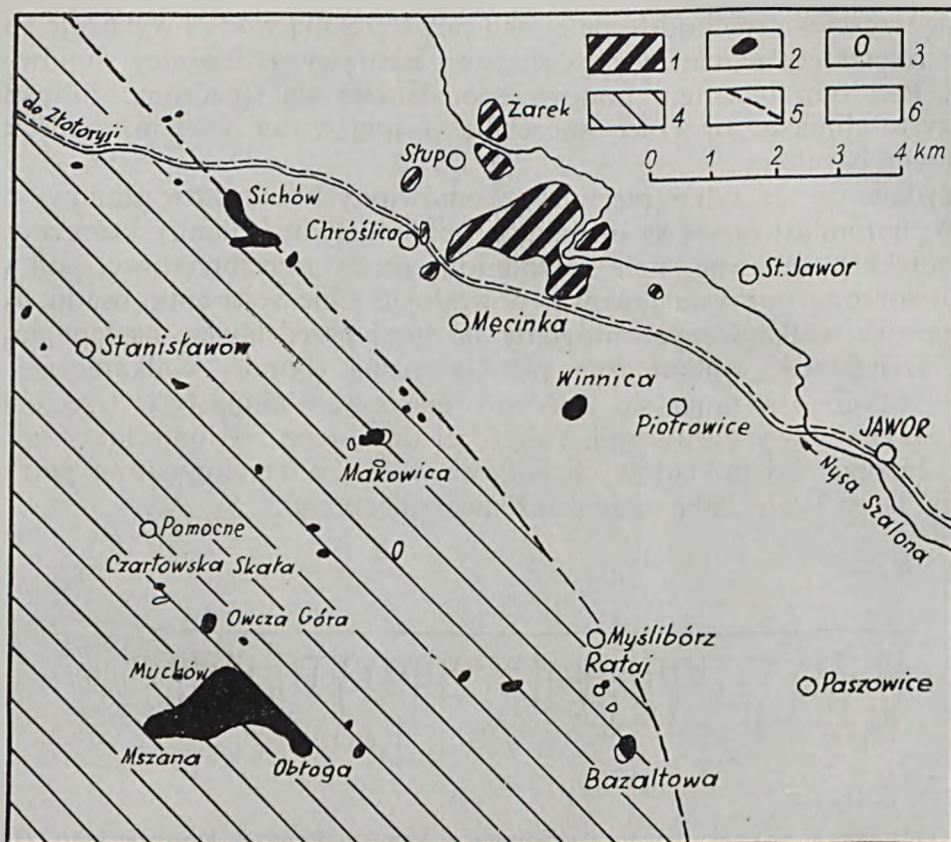 1 2 3
4 5 6
0 1 2 3 4 km
do Złotoryji
Żarek
Słup
Sichów
Chróślica
St. Jawor
Męcinka
Stanisławów
Winnica
Piotrowice
JAWOR
Makowica
Nysa Szalona
Pomocne
Czartowska Skała
Owcza Góra
Myślibórz
Rataj
Muchów
Paszowice
Mszana
Obłoga
Bazaltowa